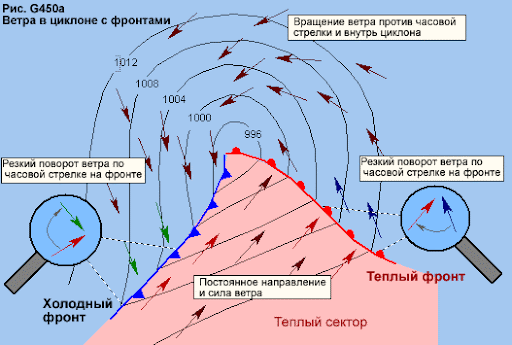 Рис. G450a
Ветра в циклоне с фронтами
Вращение ветра против часовой
стрелки и внутрь циклона
1012
1008
1004
1000
996
Резкий поворот ветра по
часовой стрелке на фронте
Резкий поворот ветра по
часовой стрелке на фронте
Постоянное направление
и сила ветра
Теплый фронт
Холодный
фронт
Теплый сектор